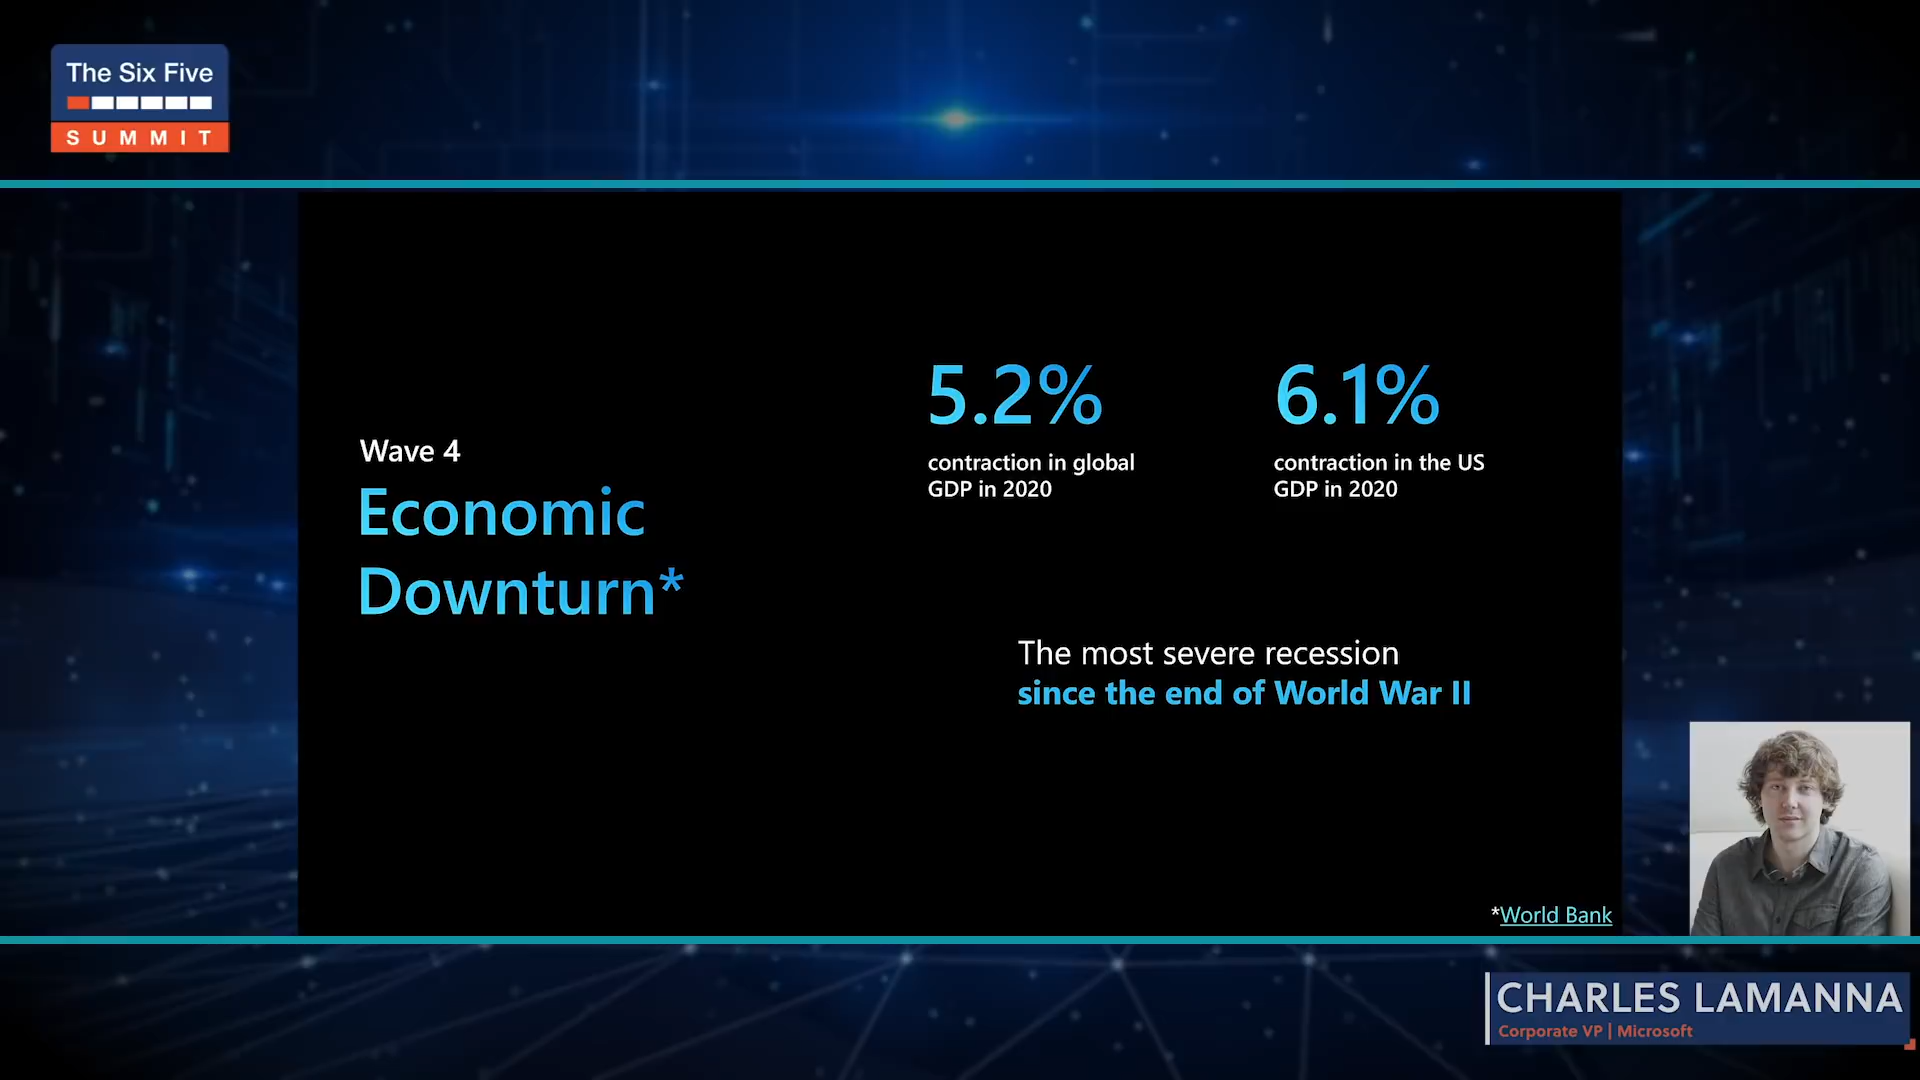 The Six Five
SUMMIT
Wave 4
Economic
Downturn*
5.2%
contraction in global
GDP in 2020
6.1%
contraction in the US
GDP in 2020
The most severe recession
since the end of World War II
*World Bank
CHARLES LAMANNA
Corporate VP | Microsoft